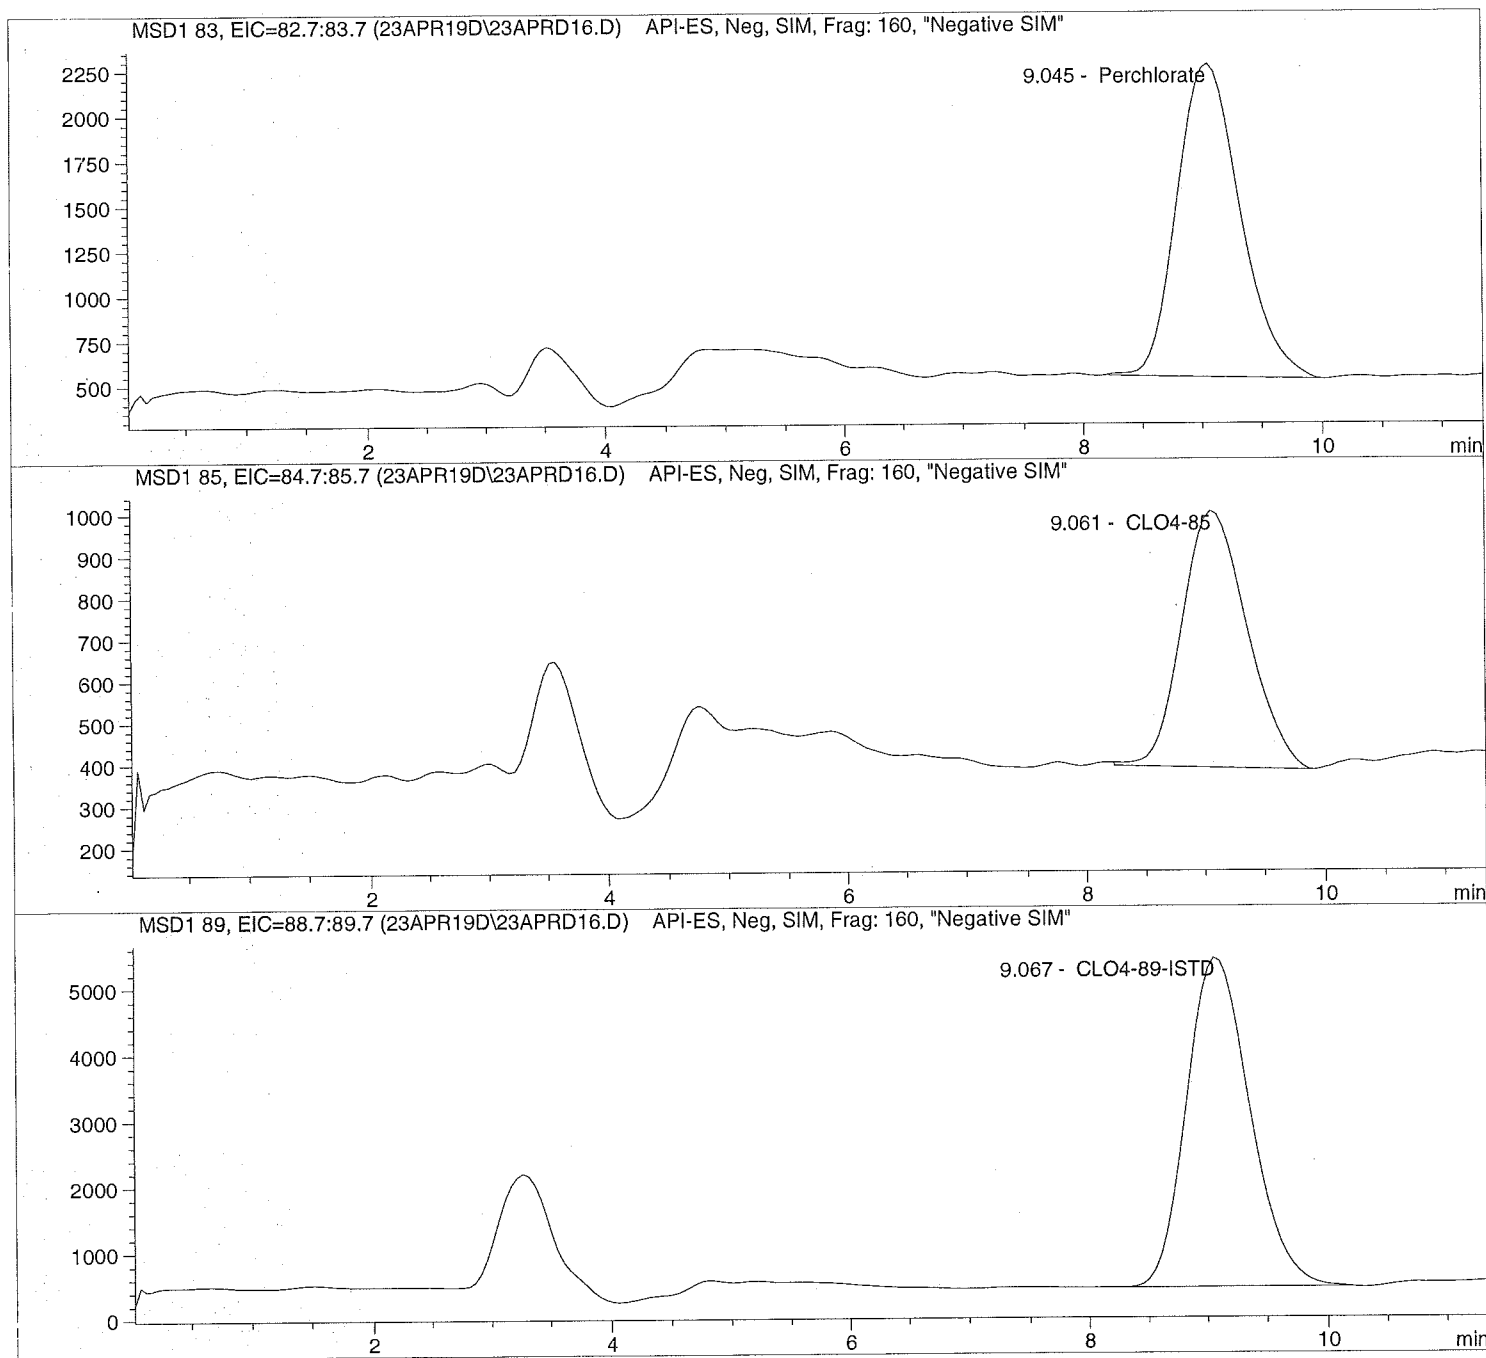 MSD1 83, EIC=82.7:83.7 (23APR19D\23APRD16.D) API-ES, Neg, SIM, Frag: 160, "Negative SIM"
9.045 - Perchlorate
2250
2000
1750
1500
1250
1000
750
500
2 4 6 8 10 min
MSD1 85, EIC=84.7:85.7 (23APR19D\23APRD16.D) API-ES, Neg, SIM, Frag: 160, "Negative SIM"
9.061 - CLO4-85
1000
900
800
700
600
500
400
300
200
2 4 6 8 10 min
MSD1 89, EIC=88.7:89.7 (23APR19D\23APRD16.D) API-ES, Neg, SIM, Frag: 160, "Negative SIM"
9.067 - CLO4-89-ISTD
5000
4000
3000
2000
1000
0
2 4 6 8 10 min